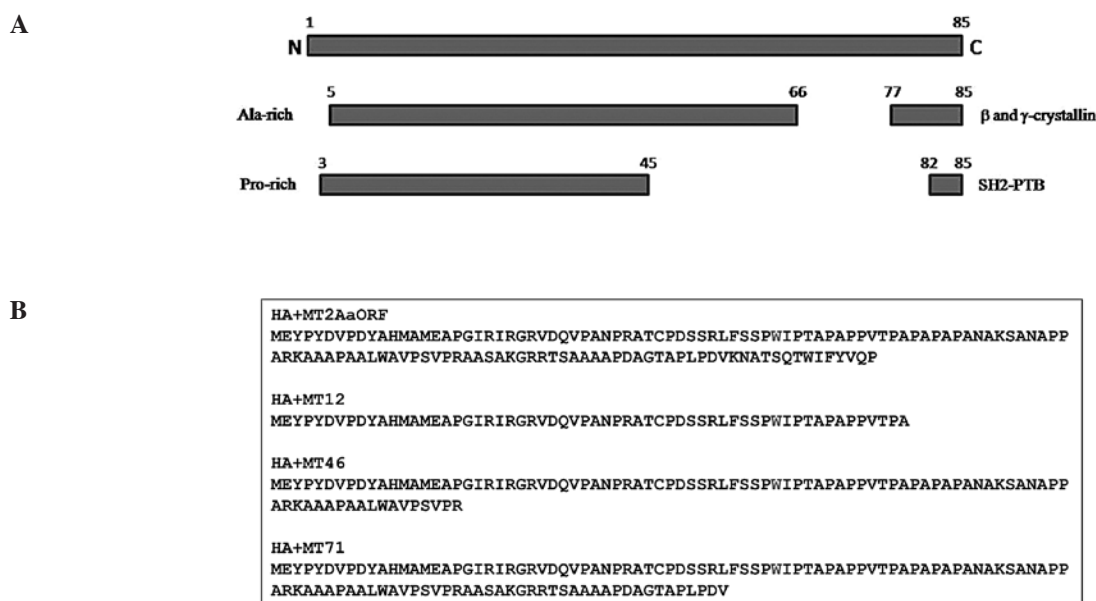 A
1 85
N C
5 66 77 85
Ala-rich β and γ-crystallin
3 45 82 85
Pro-rich SH2-PTB
B
HA+MT2AaORF
MEYPYDVPDYAHMAMEAPGIRIRGRVDQVPANPRATCPDSSRLFSSPWIPTAPAPPVTPAPAPAPANAKSANAPP
ARKAAAPAALWAVPSVPRAASAKGRRTSAAAAPDAGTAPLPDVKNATSQTWIFYVQP
HA+MT12
MEYPYDVPDYAHMAMEAPGIRIRGRVDQVPANPRATCPDSSRLFSSPWIPTAPAPPVTPA
HA+MT46
MEYPYDVPDYAHMAMEAPGIRIRGRVDQVPANPRATCPDSSRLFSSPWIPTAPAPPVTPAPAPAPANAKSANAPP
ARKAAAPAALWAVPSVPR
HA+MT71
MEYPYDVPDYAHMAMEAPGIRIRGRVDQVPANPRATCPDSSRLFSSPWIPTAPAPPVTPAPAPAPANAKSANAPP
ARKAAAPAALWAVPSVPRAASAKGRRTSAAAAPDAGTAPLPDV